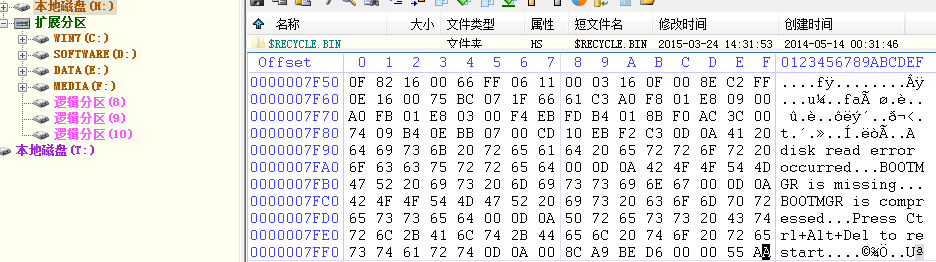 本地磁盘(H:)
扩展分区
WIN7(C:)
SOFTWARE(D:)
DATA(E:)
MEDIA(F:)
逻辑分区(8)
逻辑分区(9)
逻辑分区(10)
本地磁盘(T:)
名称 大小 文件类型 属性 短文件名 修改时间 创建时间
$RECYCLE.BIN 文件夹 HS $RECYCLE.BIN 2015-03-24 14:31:53 2014-05-14 00:31:46
Offset 0 1 2 3 4 5 6 7 8 9 A B C D E F 0123456789ABCDEF
0000007F50 0F 82 16 00 66 FF 06 11 00 03 16 0F 00 8E C2 FF ....fÿ........Âÿ
0000007F60 0E 16 00 75 BC 07 1F 66 61 C3 A0 F8 01 E8 09 00 ...u¼..faÃ ø.è..
0000007F70 A0 FB 01 E8 03 00 F4 EB FD B4 01 8B F0 AC 3C 00 û.è..ôëý´..ð¬<.
0000007F80 74 09 B4 0E BB 07 00 CD 10 EB F2 C3 0D 0A 41 20 t.´.»..Í.ëòÃ..A
0000007F90 64 69 73 6B 20 72 65 61 64 20 65 72 72 6F 72 20 disk read error
0000007FA0 6F 63 63 75 72 72 65 64 00 0D 0A 42 4F 4F 54 4D occurred...BOOTM
0000007FB0 47 52 20 69 73 20 6D 69 73 73 69 6E 67 00 0D 0A GR is missing...
0000007FC0 42 4F 4F 54 4D 47 52 20 69 73 20 63 6F 6D 70 72 BOOTMGR is compr
0000007FD0 65 73 73 65 64 00 0D 0A 50 72 65 73 73 20 43 74 essed...Press Ct
0000007FE0 72 6C 2B 41 6C 74 2B 44 65 6C 20 74 6F 20 72 65 rl+Alt+Del to re
0000007FF0 73 74 61 72 74 0D 0A 00 8C A9 BE D6 00 00 55 AA start....©¾Ö..Uª